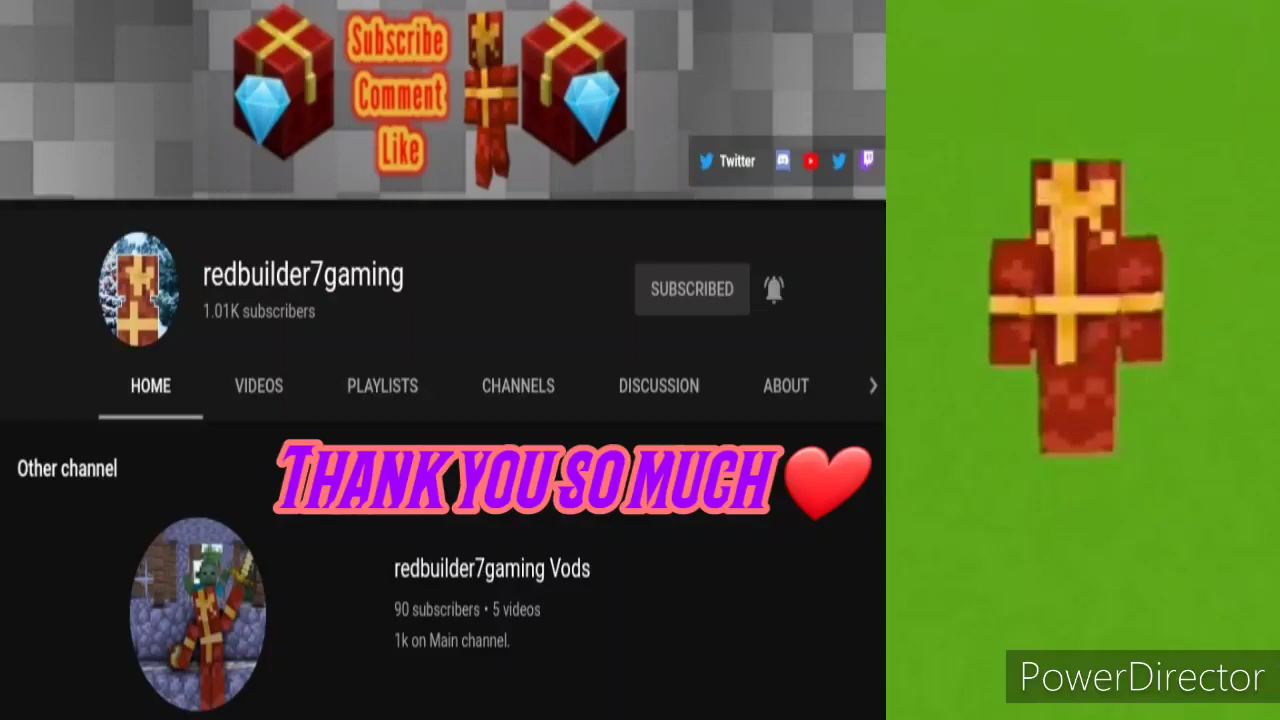 Subscribe
Comment
Like
Twitter
redbuilder7gaming
1.01K subscribers
SUBSCRIBED
HOME VIDEOS PLAYLISTS CHANNELS DISCUSSION ABOUT
Other channel
THANK YOU SO MUCH ❤
redbuilder7gaming Vods
90 subscribers • 5 videos
1k on Main channel.
PowerDirector